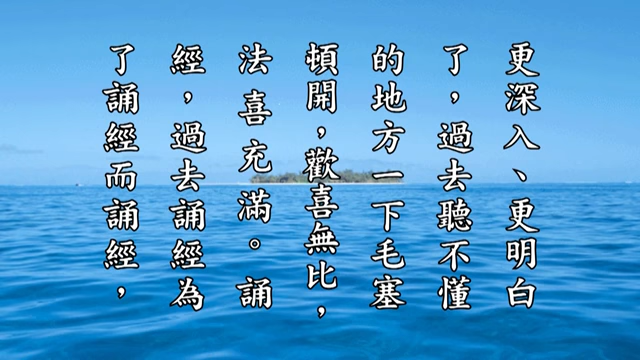 更深入、更明白
了，過去聽不懂
的地方一下毛塞
頓開，歡喜無比，
法喜充滿。誦
經，過去誦經為
了誦經而誦經，